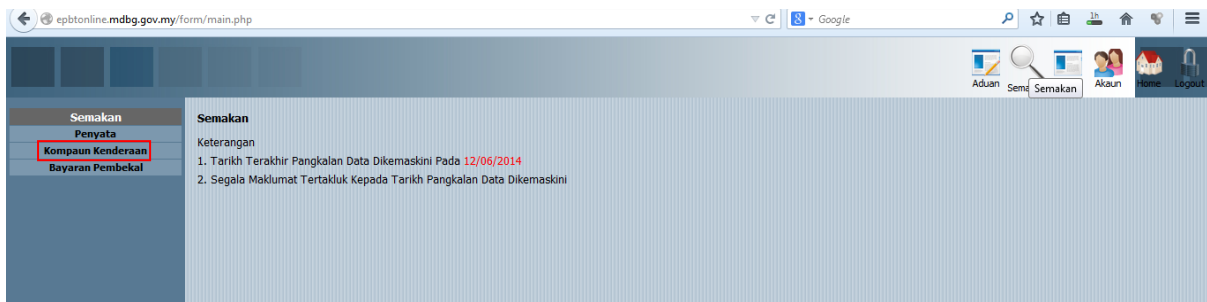 epbtonline.mdbg.gov.my/form/main.php
8 Google
1h
Aduan
Sema
Semakan
Akaun
Home
Logout
Semakan
Penyata
Kompaun Kenderaan
Bayaran Pembekal
Semakan
Keterangan
1. Tarikh Terakhir Pangkalan Data Dikemaskini Pada 12/06/2014
2. Segala Maklumat Tertakluk Kepada Tarikh Pangkalan Data Dikemaskini